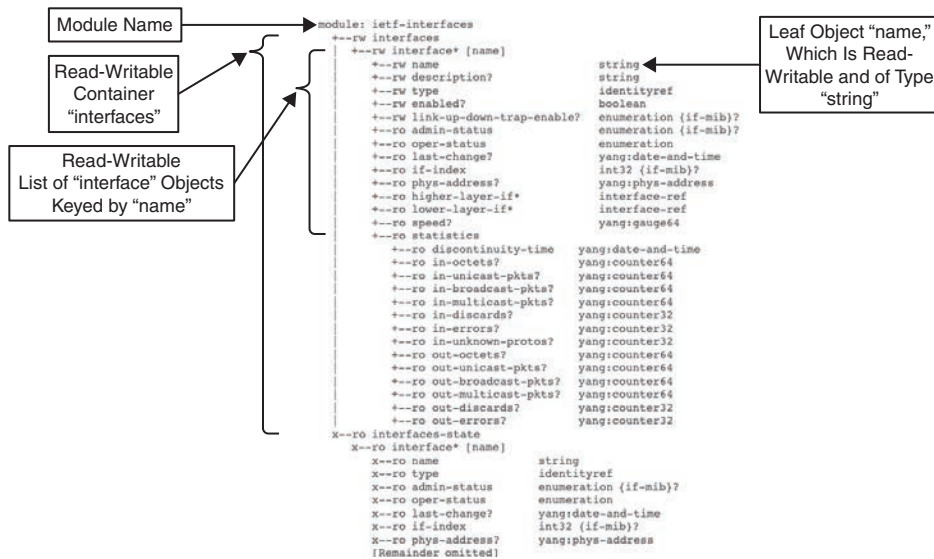 Module Name
Read-Writable
Container
“interfaces”
Read-Writable
List of “interface” Objects
Keyed by “name”
Leaf Object “name,”
Which Is Read-
Writable and of Type
“string”
module: ietf-interfaces
+--rw interfaces
| +--rw interface* [name]
| +--rw name string
| +--rw description? string
| +--rw type identityref
| +--rw enabled? boolean
| +--rw link-up-down-trap-enable? enumeration {if-mib}?
| +--ro admin-status enumeration {if-mib}?
| +--ro oper-status enumeration
| +--ro last-change? yang:date-and-time
| +--ro if-index int32 {if-mib}?
| +--ro phys-address? yang:phys-address
| +--ro higher-layer-if* interface-ref
| +--ro lower-layer-if* interface-ref
| +--ro speed? yang:gauge64
| +--ro statistics
| +--ro discontinuity-time yang:date-and-time
| +--ro in-octets? yang:counter64
| +--ro in-unicast-pkts? yang:counter64
| +--ro in-broadcast-pkts? yang:counter64
| +--ro in-multicast-pkts? yang:counter64
| +--ro in-discards? yang:counter32
| +--ro in-errors? yang:counter32
| +--ro in-unknown-protos? yang:counter32
| +--ro out-octets? yang:counter64
| +--ro out-unicast-pkts? yang:counter64
| +--ro out-broadcast-pkts? yang:counter64
| +--ro out-multicast-pkts? yang:counter64
| +--ro out-discards? yang:counter32
| +--ro out-errors? yang:counter32
x--ro interfaces-state
x--ro interface* [name]
x--ro name string
x--ro type identityref
x--ro admin-status enumeration {if-mib}?
x--ro oper-status enumeration
x--ro last-change? yang:date-and-time
x--ro if-index int32 {if-mib}?
x--ro phys-address? yang:phys-address
[Remainder omitted]